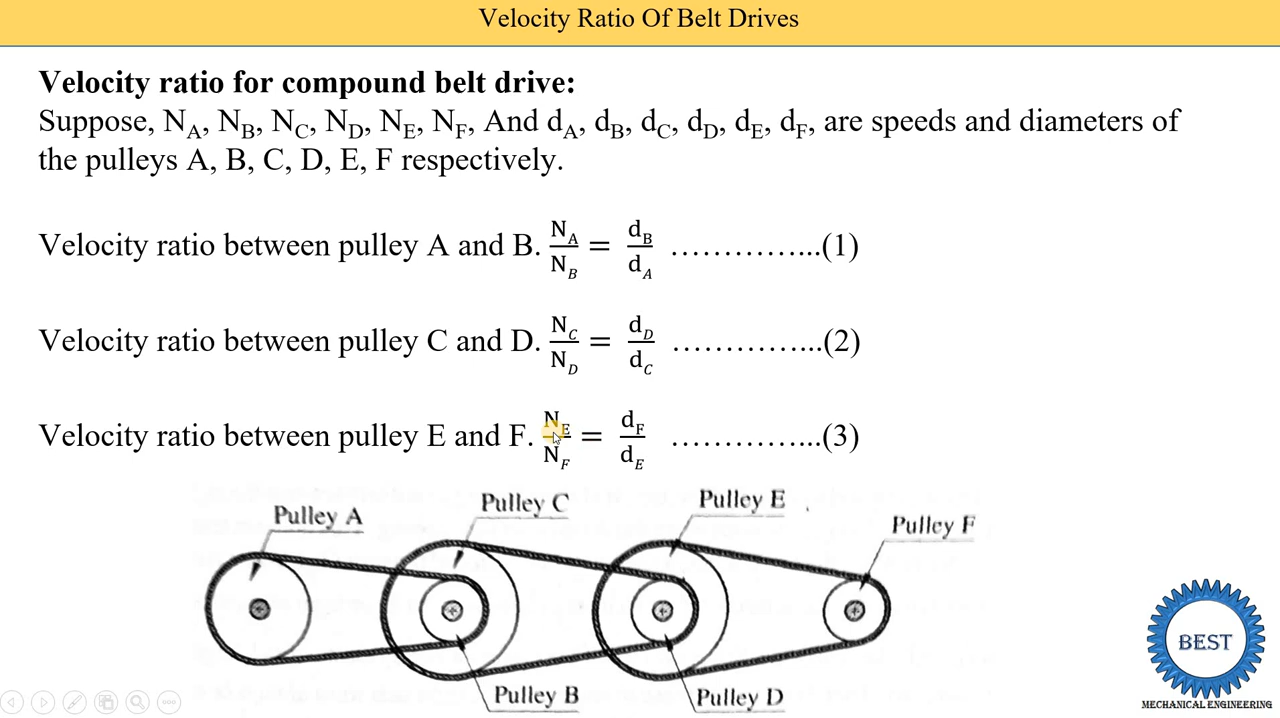 Velocity Ratio Of Belt Drives
Velocity ratio for compound belt drive:
Suppose, N_A, N_B, N_C, N_D, N_E, N_F, And d_A, d_B, d_C, d_D, d_E, d_F, are speeds and diameters of
the pulleys A, B, C, D, E, F respectively.
Velocity ratio between pulley A and B. N_A/N_B = d_B/d_A ……………...(1)
Velocity ratio between pulley C and D. N_C/N_D = d_D/d_C ……………...(2)
Velocity ratio between pulley E and F. N_E/N_F = d_F/d_E ……………...(3)
Pulley A
Pulley C
Pulley E
Pulley F
Pulley B
Pulley D
BEST
MECHANICAL ENGINEERING